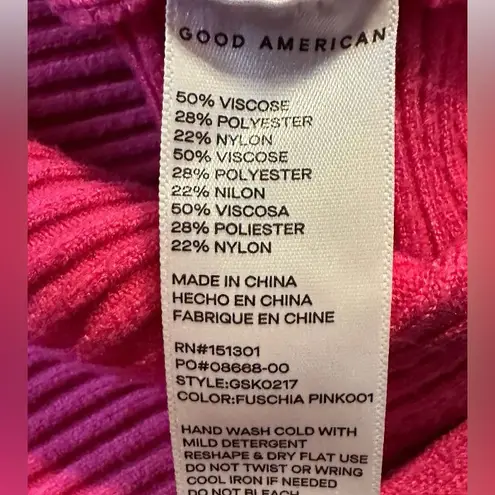 GOOD AMERICAN
50% VISCOSE
28% POLYESTER
22% NYLON
50% VISCOSE
28% POLYESTER
22% NILON
50% VISCOSA
28% POLIESTER
22% NYLON
MADE IN CHINA
HECHO EN CHINA
FABRIQUE EN CHINE
RN#151301
PO#08668-00
STYLE:GSK0217
COLOR:FUSCHIA PINK001
HAND WASH COLD WITH
MILD DETERGENT
RESHAPE & DRY FLAT USE
DO NOT TWIST OR WRING
COOL IRON IF NEEDED
DO NOT BLEACH